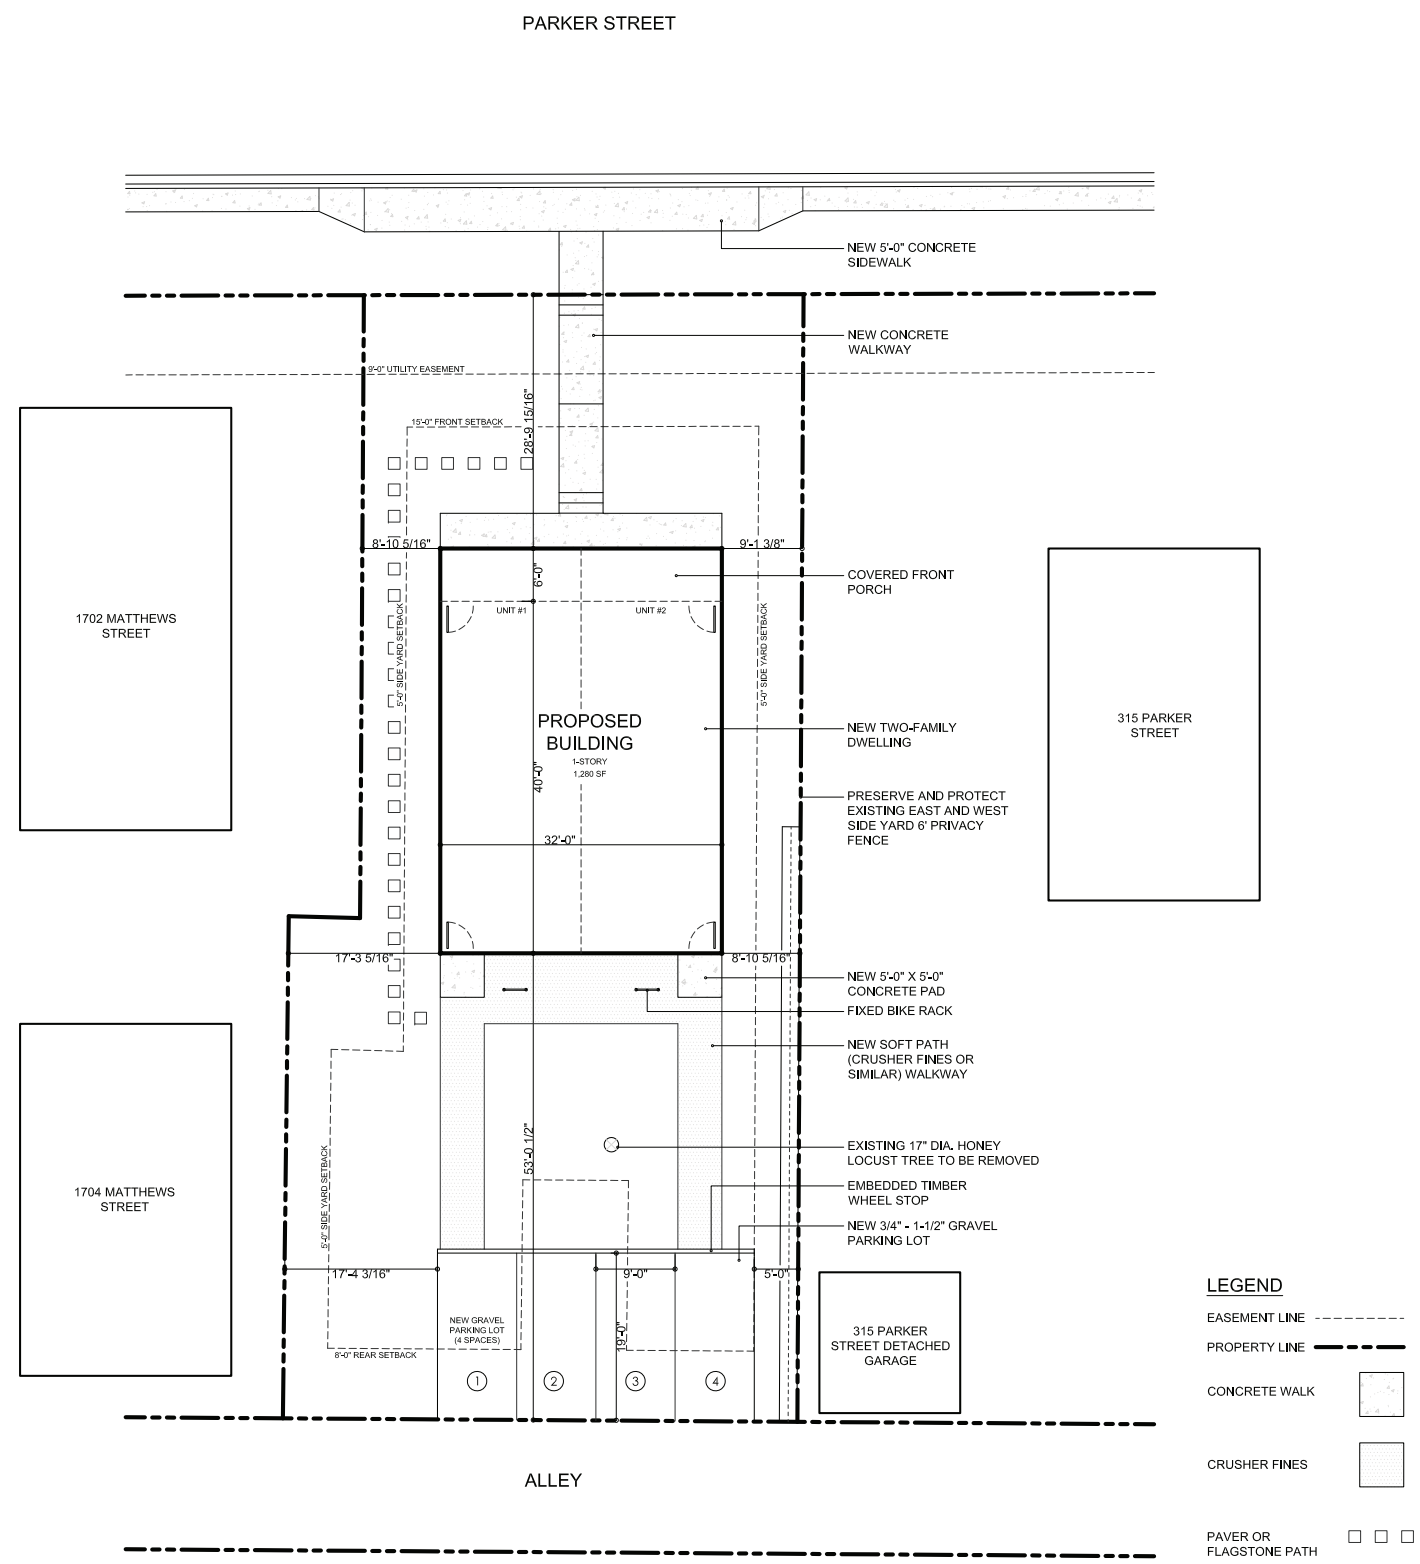 PARKER STREET
NEW 5'-0" CONCRETE
SIDEWALK
NEW CONCRETE
WALKWAY
9'-0" UTILITY EASEMENT
28'-9 15/16"
15'-0" FRONT SETBACK
8'-10 5/16"
9'-1 3/8"
6'-0"
COVERED FRONT
PORCH
UNIT #1
UNIT #2
1702 MATTHEWS
STREET
5'-0" SIDE YARD SETBACK
5'-0" SIDE YARD SETBACK
PROPOSED
BUILDING
1-STORY
1,280 SF
40'-0"
NEW TWO-FAMILY
DWELLING
315 PARKER
STREET
PRESERVE AND PROTECT
EXISTING EAST AND WEST
SIDE YARD 6' PRIVACY
FENCE
32'-0"
17'-3 5/16"
8'-10 5/16"
NEW 5'-0" X 5'-0"
CONCRETE PAD
FIXED BIKE RACK
NEW SOFT PATH
(CRUSHER FINES OR
SIMILAR) WALKWAY
53'-0 1/2"
EXISTING 17" DIA. HONEY
LOCUST TREE TO BE REMOVED
EMBEDDED TIMBER
WHEEL STOP
1704 MATTHEWS
STREET
5'-0" SIDE YARD SETBACK
NEW 3/4" - 1-1/2" GRAVEL
PARKING LOT
17'-4 3/16"
9'-0"
5'-0"
NEW GRAVEL
PARKING LOT
(4 SPACES)
19'-0"
8'-0" REAR SETBACK
1
2
3
4
315 PARKER
STREET DETACHED
GARAGE
ALLEY
LEGEND
EASEMENT LINE
PROPERTY LINE
CONCRETE WALK
CRUSHER FINES
PAVER OR
FLAGSTONE PATH